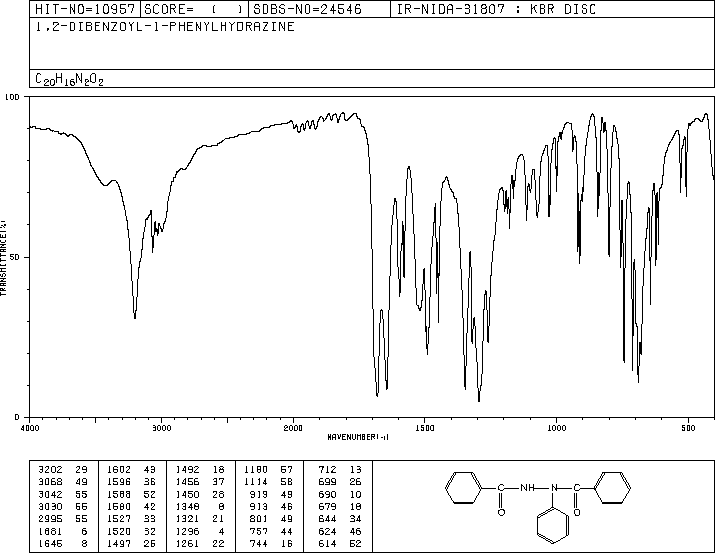 HIT-NO=10957 SCORE= ( ) SDBS-NO=24546 IR-NIDA-31807 : KBR DISC
1,2-DIBENZOYL-1-PHENYLHYDRAZINE
C20H16N2O2
100
50
0
TRANSMITTANCE(%)
4000 3000 2000 1500 1000 500
WAVENUMBER(-1)
3202 29 1602 49 1492 18 1180 57 712 13
3068 49 1596 36 1456 37 1114 58 699 26
3042 55 1588 52 1450 28 919 49 690 10
3030 55 1580 42 1348 8 913 46 679 18
2995 55 1527 33 1321 21 801 49 644 34
1681 6 1520 32 1296 4 757 44 624 46
1645 8 1497 26 1261 22 744 16 614 52
C NH N C
O O